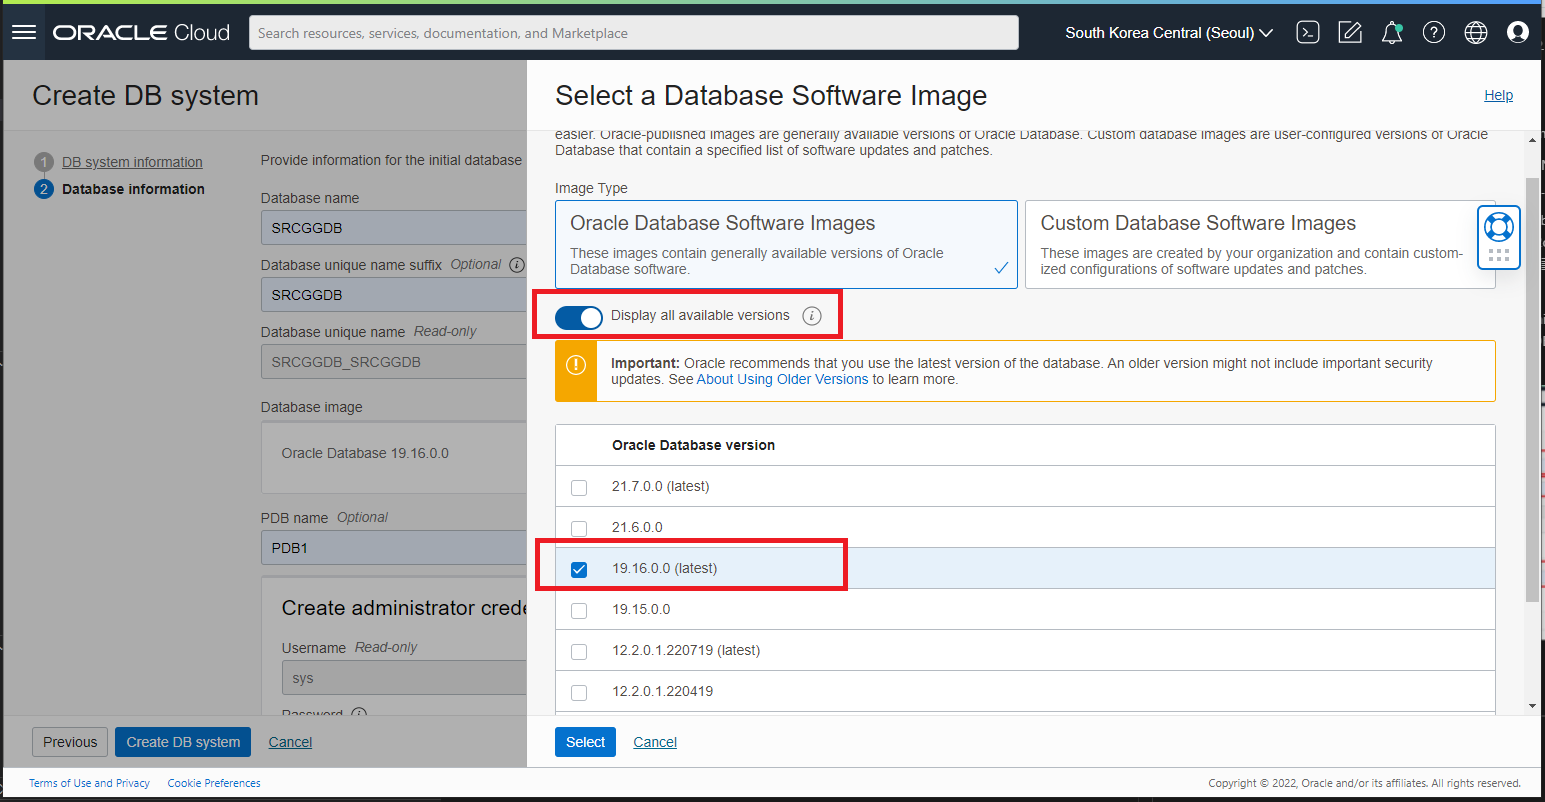 ORACLE Cloud
Search resources, services, documentation, and Marketplace
South Korea Central (Seoul)
Create DB system
1 DB system information
2 Database information
Provide information for the initial database
Database name
SRCGGDB
Database unique name suffix Optional
SRCGGDB
Database unique name Read-only
SRCGGDB_SRCGGDB
Database image
Oracle Database 19.16.0.0
PDB name Optional
PDB1
Create administrator crede
Username Read-only
sys
Password
Previous
Create DB system
Cancel
Select a Database Software Image
Help
easier. Oracle-published images are generally available versions of Oracle Database. Custom database images are user-configured versions of Oracle
Database that contain a specified list of software updates and patches.
Image Type
Oracle Database Software Images
These images contain generally available versions of Oracle
Database software.
Custom Database Software Images
These images are created by your organization and contain custom-
ized configurations of software updates and patches.
Display all available versions
Important: Oracle recommends that you use the latest version of the database. An older version might not include important security
updates. See About Using Older Versions to learn more.
Oracle Database version
21.7.0.0 (latest)
21.6.0.0
19.16.0.0 (latest)
19.15.0.0
12.2.0.1.220719 (latest)
12.2.0.1.220419
Select
Cancel
Terms of Use and Privacy
Cookie Preferences
Copyright © 2022, Oracle and/or its affiliates. All rights reserved.